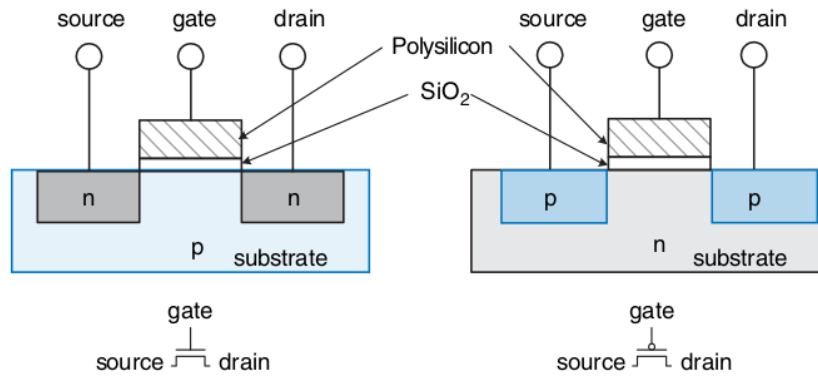 source gate drain
Polysilicon
SiO₂
n n
p
substrate
gate
source drain
source gate drain
p p
n
substrate
gate
source drain